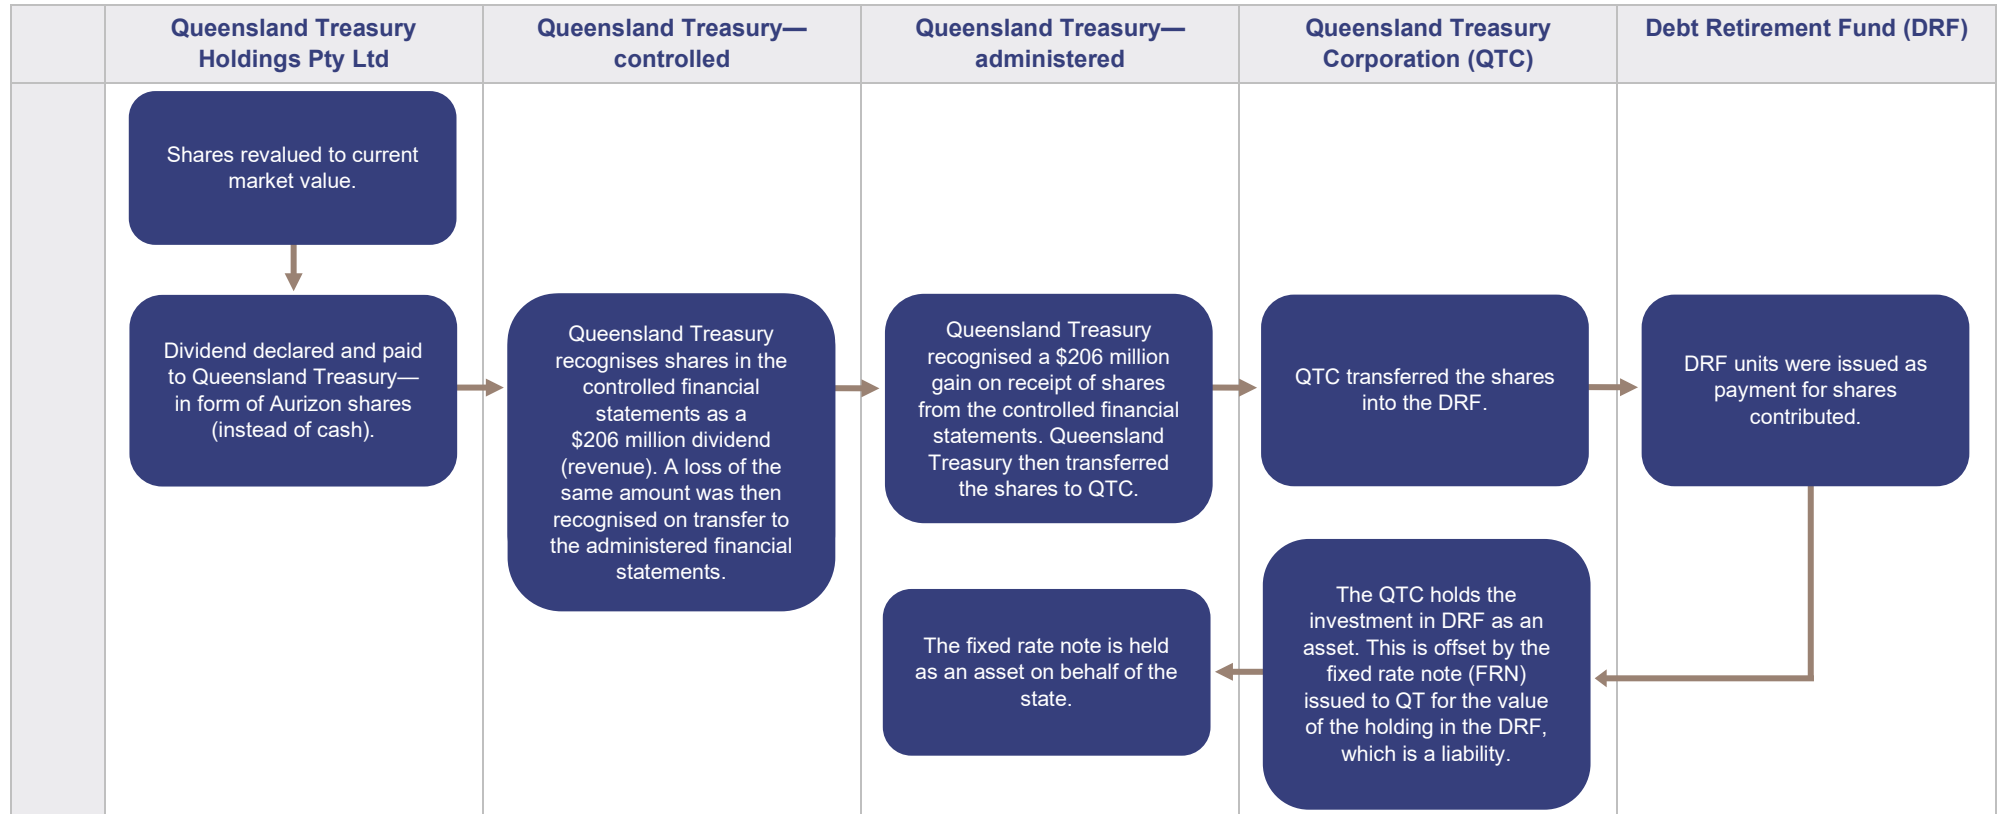 Queensland Treasury
Holdings Pty Ltd
Queensland Treasury—
controlled
Queensland Treasury—
administered
Queensland Treasury
Corporation (QTC)
Debt Retirement Fund (DRF)
Shares revalued to current
market value.
Dividend declared and paid
to Queensland Treasury—
in form of Aurizon shares
(instead of cash).
Queensland Treasury
recognises shares in the
controlled financial
statements as a
$206 million dividend
(revenue). A loss of the
same amount was then
recognised on transfer to
the administered financial
statements.
Queensland Treasury
recognised a $206 million
gain on receipt of shares
from the controlled financial
statements. Queensland
Treasury then transferred
the shares to QTC.
QTC transferred the shares
into the DRF.
DRF units were issued as
payment for shares
contributed.
The QTC holds the
investment in DRF as an
asset. This is offset by the
fixed rate note (FRN)
issued to QT for the value
of the holding in the DRF,
which is a liability.
The fixed rate note is held
as an asset on behalf of the
state.